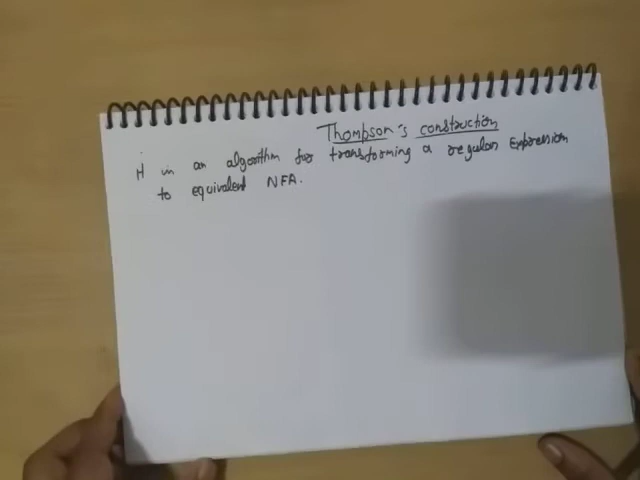 Thompson's construction
It is an algorithm for transforming a regular Expression
to equivalent NFA.